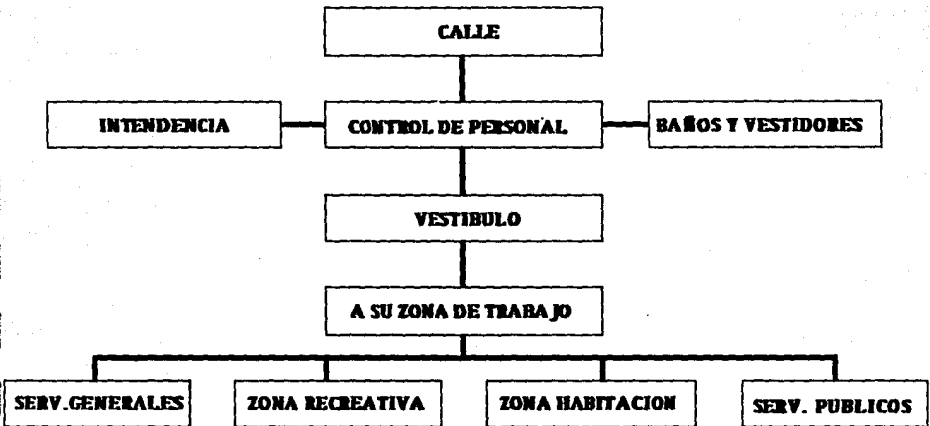 CALLE
INTENDENCIA
CONTROL DE PERSONAL
BAÑOS Y VESTIDORES
VESTIBULO
A SU ZONA DE TRABAJO
SERV.GENERALES
ZONA RECREATIVA
ZONA HABITACION
SERV. PUBLICOS